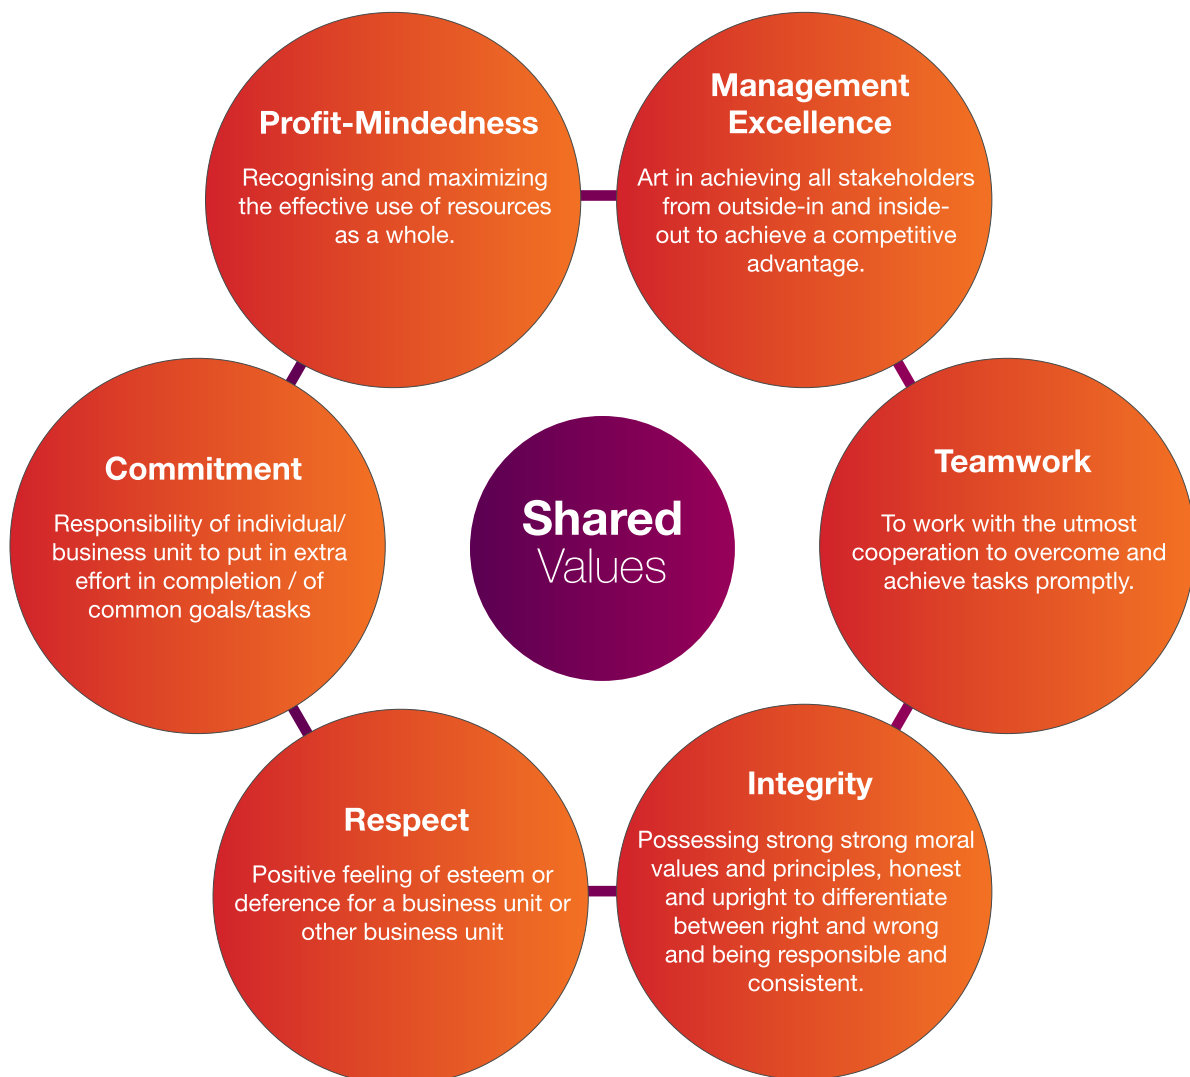 Profit-Mindedness
Recognising and maximizing
the effective use of resources
as a whole.
Management
Excellence
Art in achieving all stakeholders
from outside-in and inside-
out to achieve a competitive
advantage.
Commitment
Responsibility of individual/
business unit to put in extra
effort in completion / of
common goals/tasks
Shared
Values
Teamwork
To work with the utmost
cooperation to overcome and
achieve tasks promptly.
Respect
Positive feeling of esteem or
deference for a business unit or
other business unit
Integrity
Possessing strong strong moral
values and principles, honest
and upright to differentiate
between right and wrong
and being responsible and
consistent.